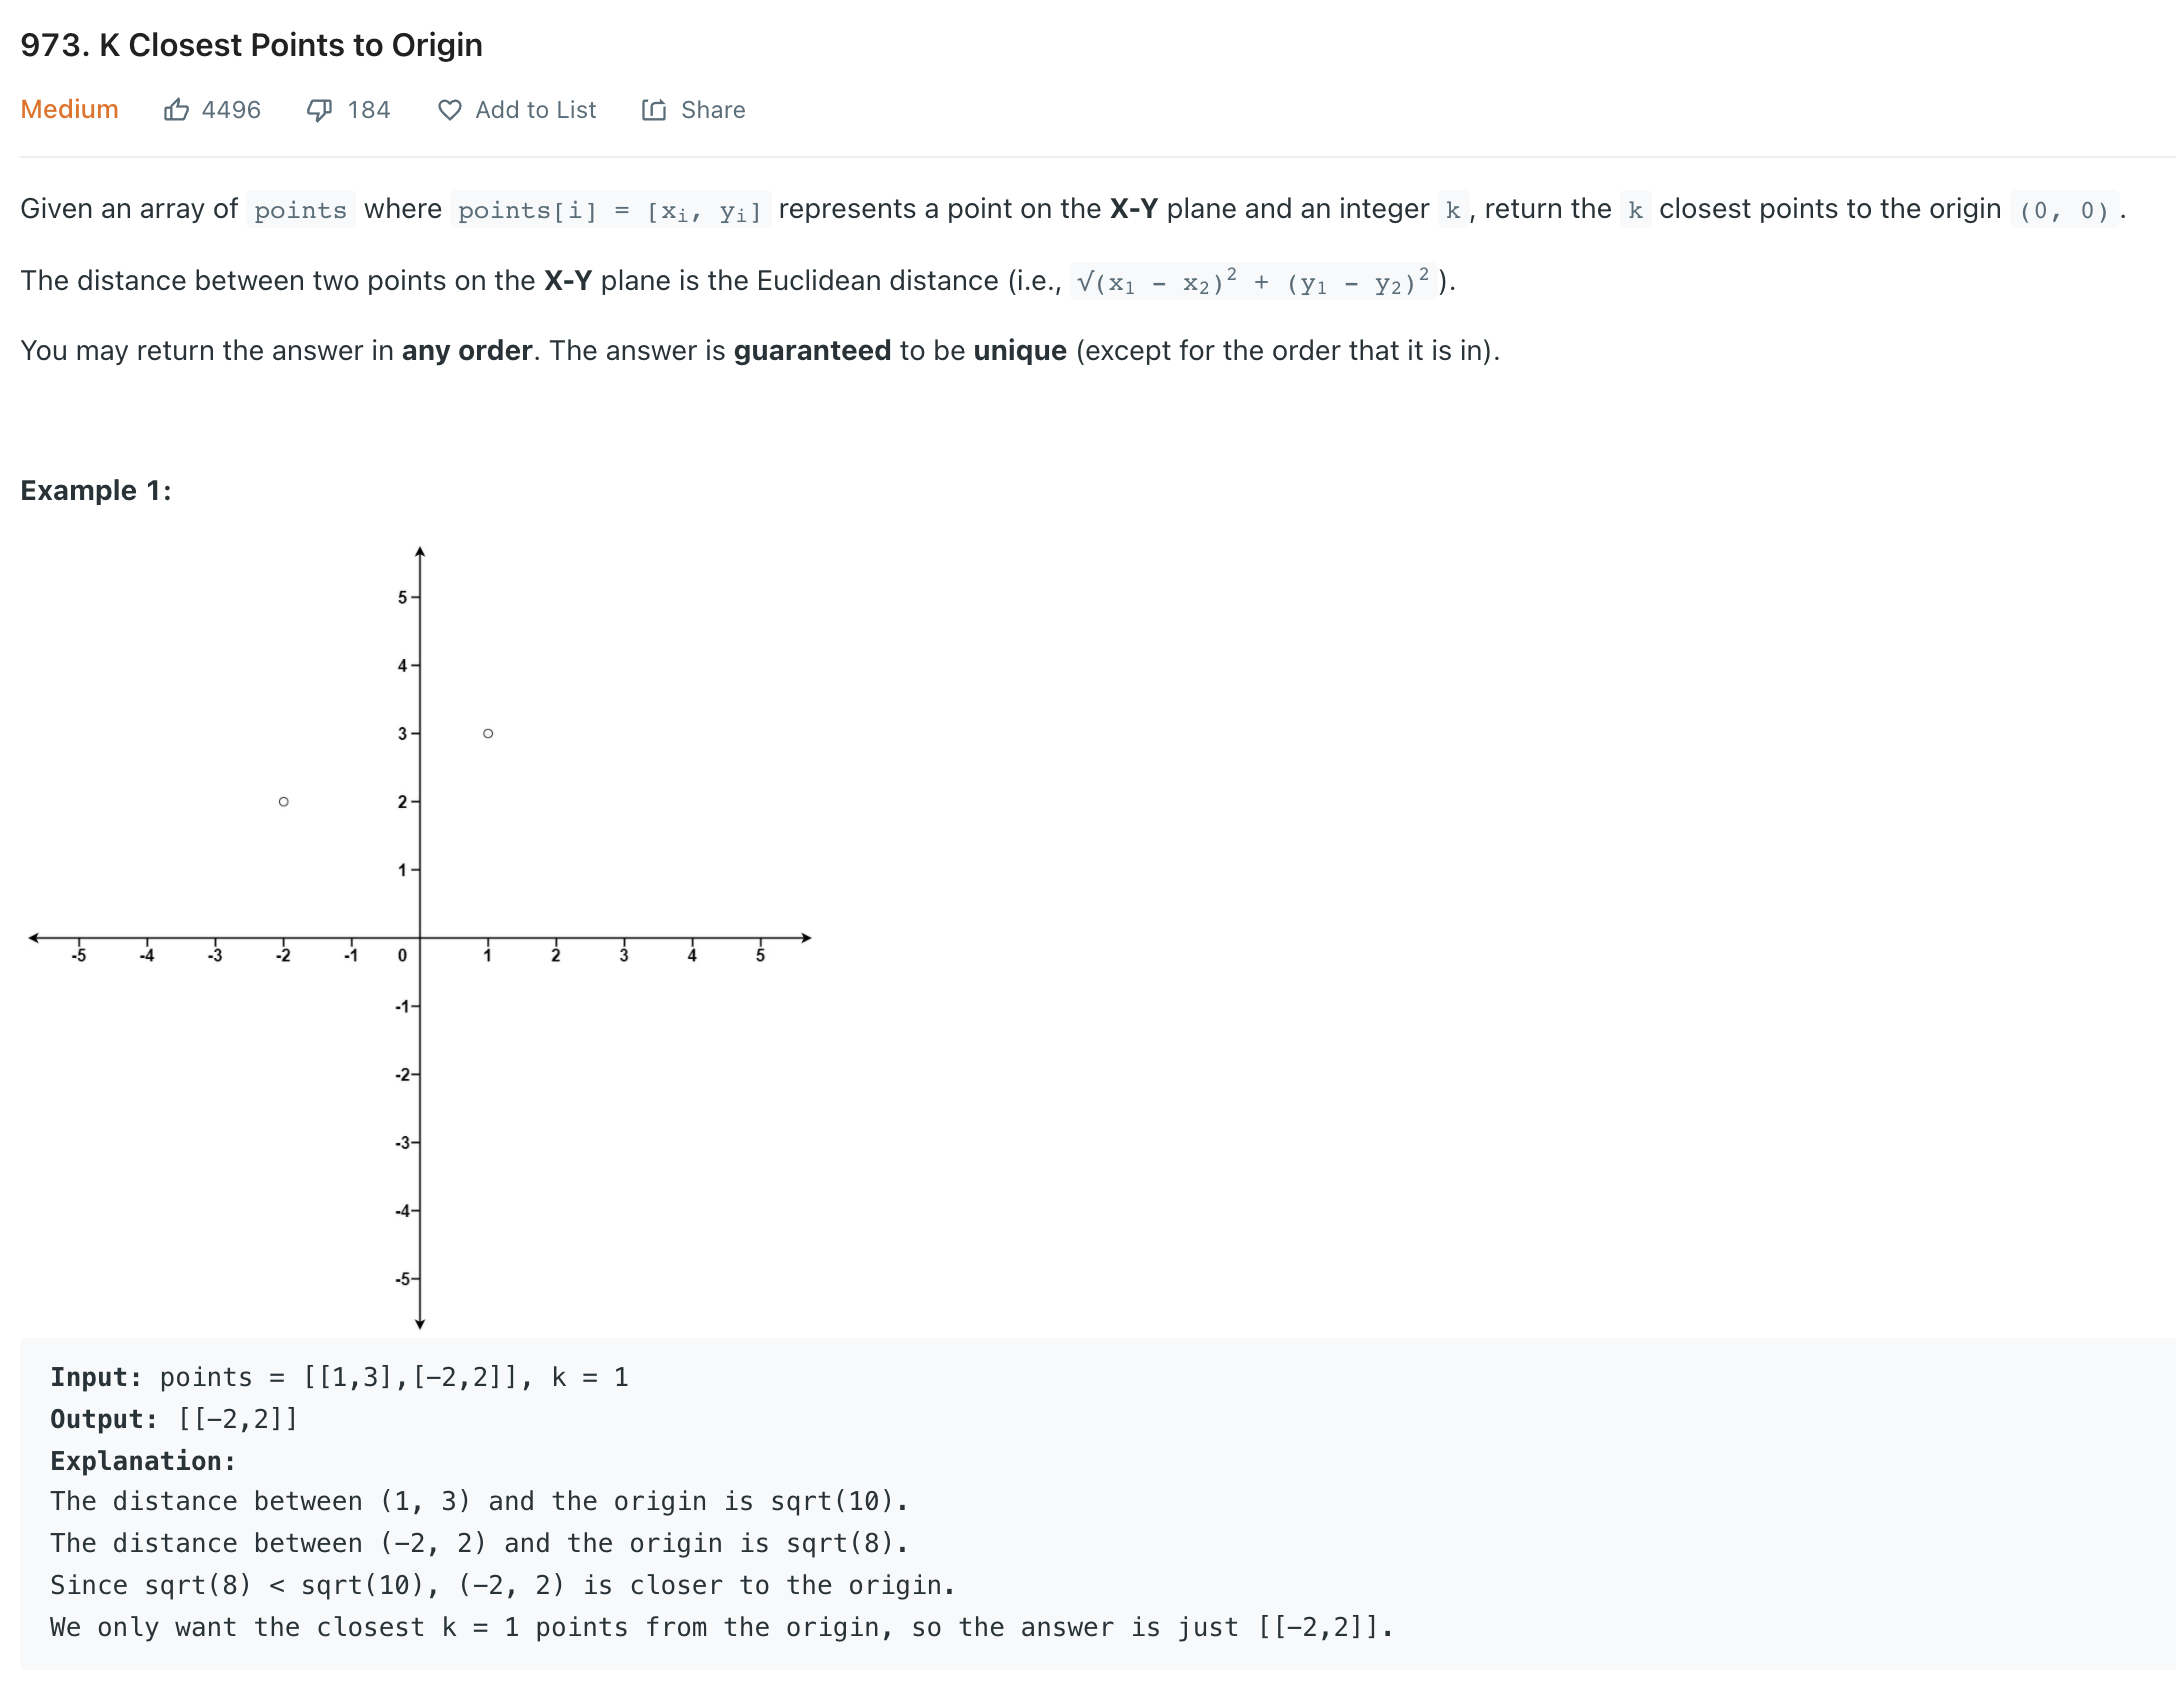 973. K Closest Points to Origin
Medium 4496 184 Add to List Share
Given an array of points where points[i] = [xᵢ, yᵢ] represents a point on the X-Y plane and an integer k, return the k closest points to the origin (0, 0).
The distance between two points on the X-Y plane is the Euclidean distance (i.e., √(x₁ - x₂)² + (y₁ - y₂)²).
You may return the answer in any order. The answer is guaranteed to be unique (except for the order that it is in).
Example 1:
5
4
3
2
1
-5 -4 -3 -2 -1 0 1 2 3 4 5
-1
-2
-3
-4
-5
Input: points = [[1,3],[-2,2]], k = 1
Output: [[-2,2]]
Explanation:
The distance between (1, 3) and the origin is sqrt(10).
The distance between (-2, 2) and the origin is sqrt(8).
Since sqrt(8) < sqrt(10), (-2, 2) is closer to the origin.
We only want the closest k = 1 points from the origin, so the answer is just [[-2,2]].